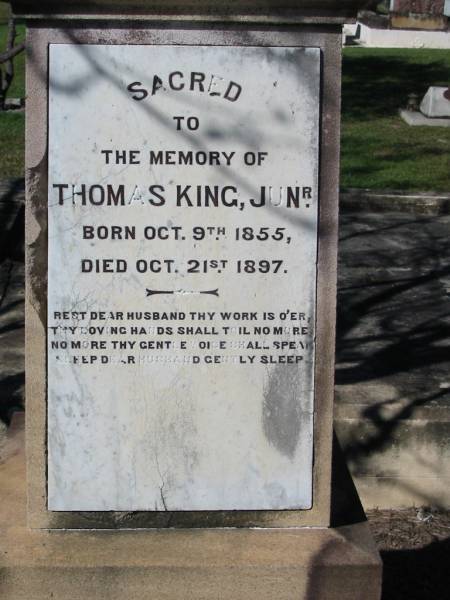 SACRED
TO
THE MEMORY OF
THOMAS KING, JUNR.
BORN OCT. 9TH 1855,
DIED OCT. 21ST 1897.
REST DEAR HUSBAND THY WORK IS O'ER,
THY LOVING HANDS SHALL TOIL NO MORE
NO MORE THY GENTLE VOICE SHALL SPEAK
SLEEP DEAR HUSBAND GENTLY SLEEP